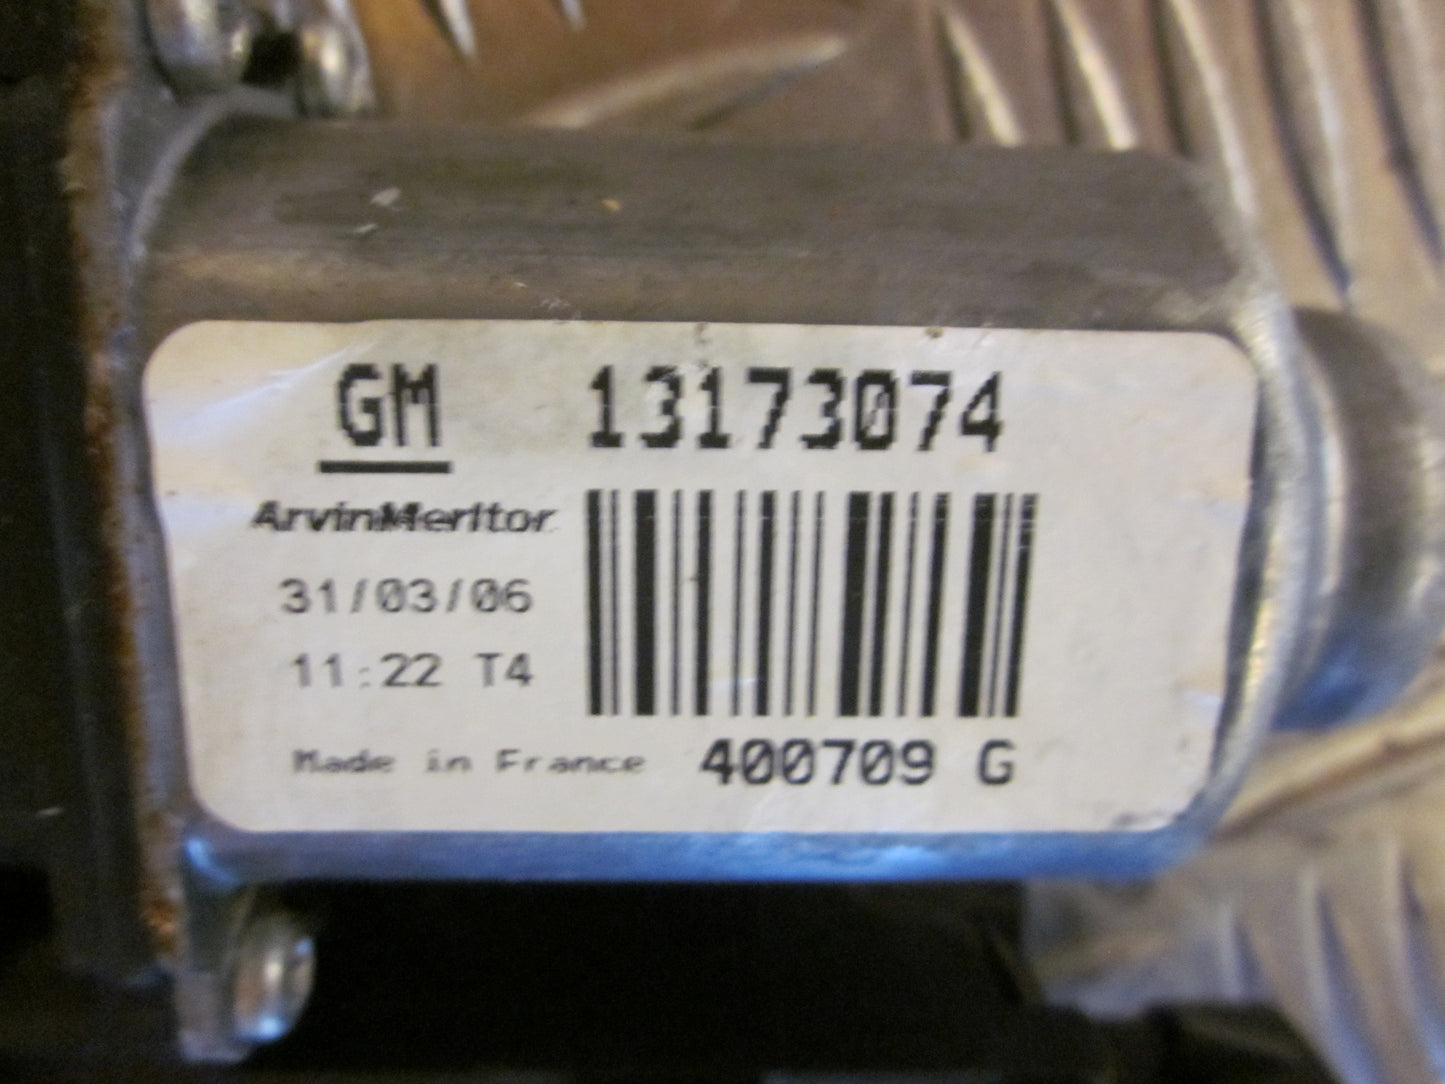 GM 13173074
ArvinMeritor
31/03/06
11:22 T4
Made in France 400709 G